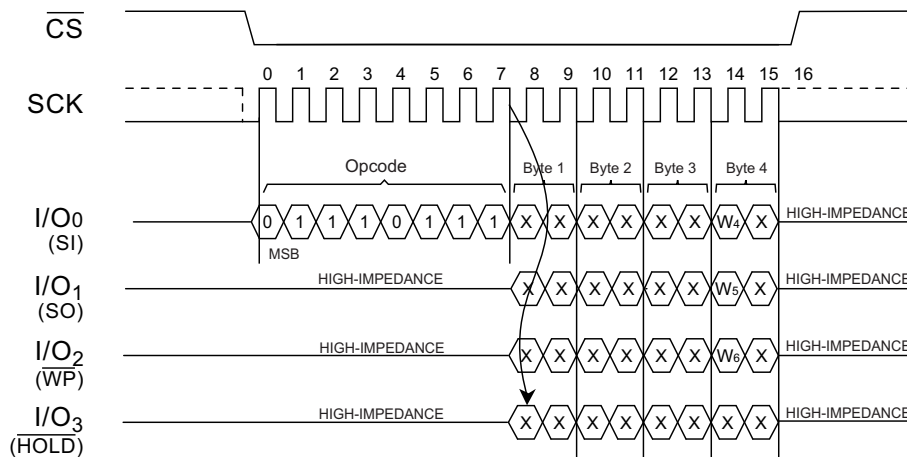 CS
0 1 2 3 4 5 6 7 8 9 10 11 12 13 14 15 16
SCK
Opcode Byte 1 Byte 2 Byte 3 Byte 4
I/O0 0 1 1 1 0 1 1 1 X X X X X X W4 X HIGH-IMPEDANCE
(SI)
MSB
I/O1 HIGH-IMPEDANCE X X X X X X W5 X HIGH-IMPEDANCE
(SO)
I/O2 HIGH-IMPEDANCE X X X X X X W6 X HIGH-IMPEDANCE
(WP)
I/O3 HIGH-IMPEDANCE X X X X X X X X HIGH-IMPEDANCE
(HOLD)